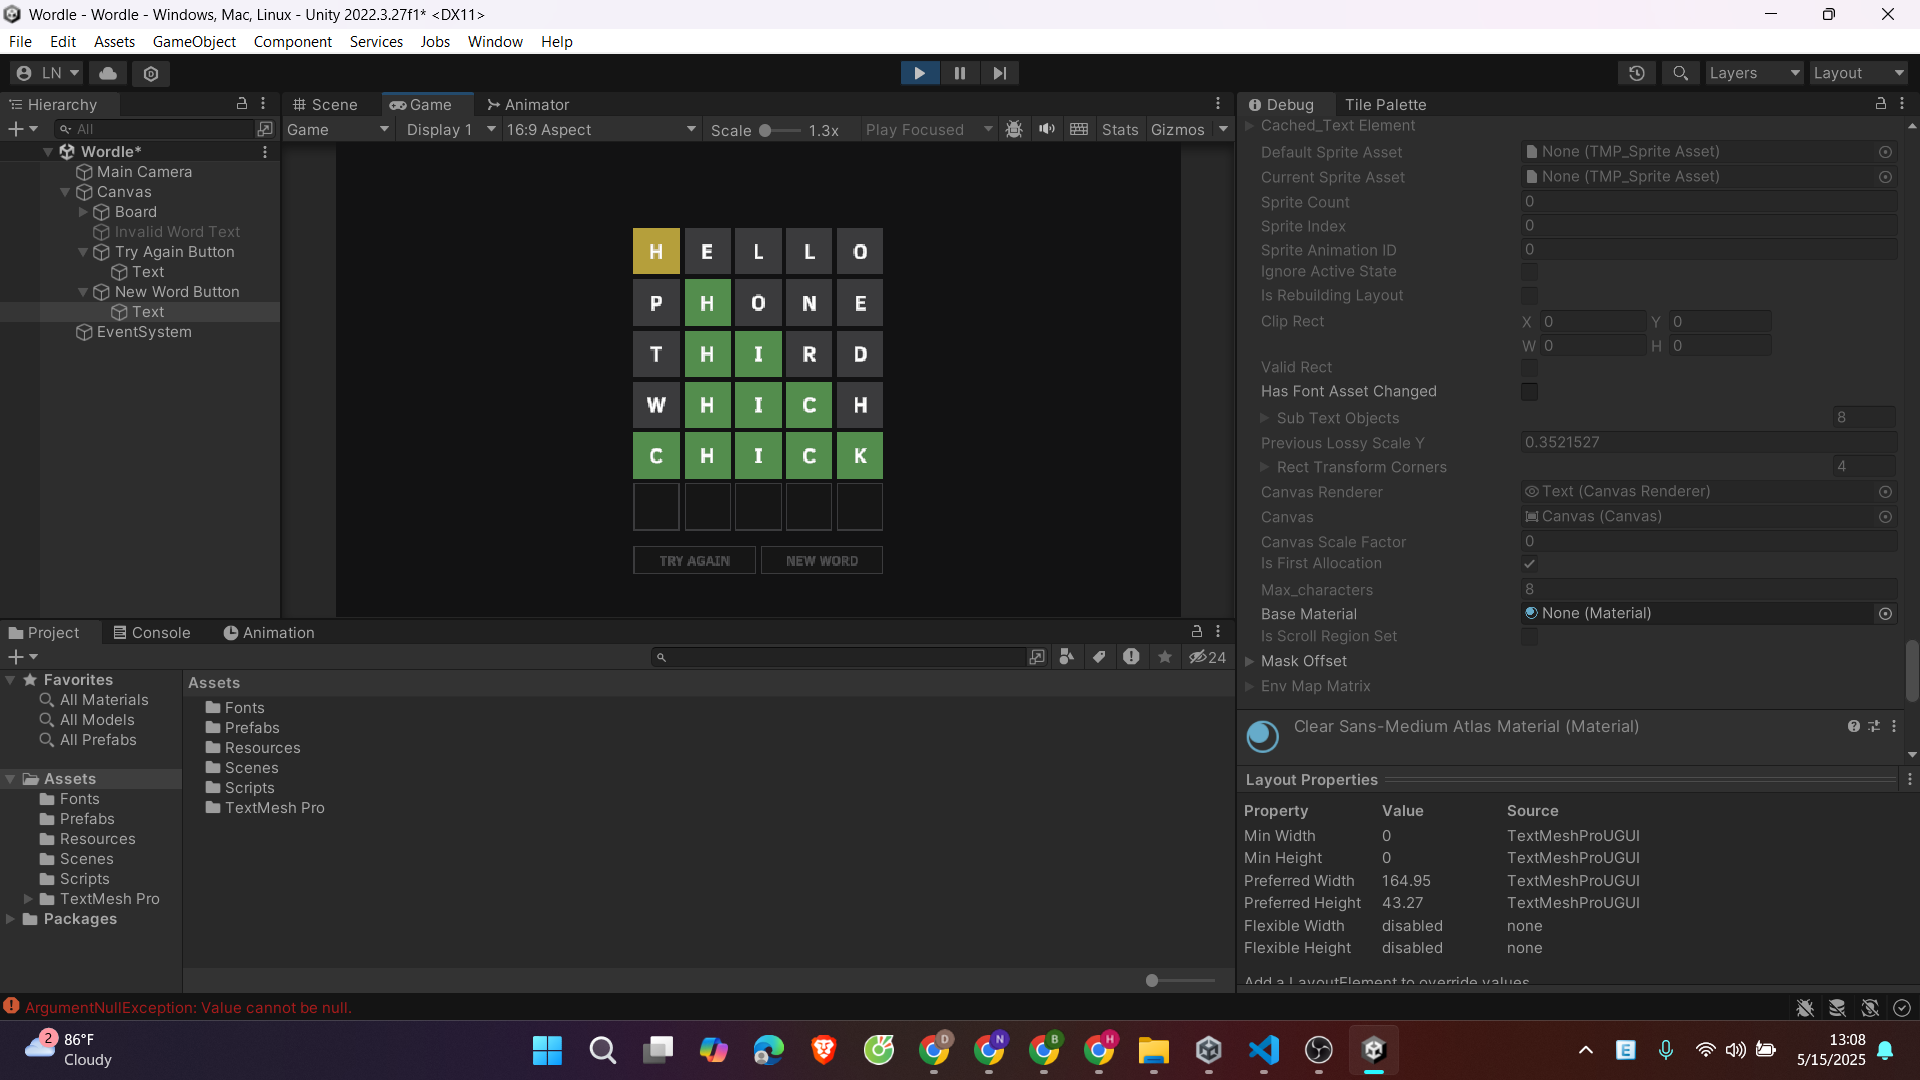 Wordle - Wordle - Windows, Mac, Linux - Unity 2022.3.27f1* <DX11>
File Edit Assets GameObject Component Services Jobs Window Help
LN
Layers
Layout
Hierarchy
All
Wordle*
Main Camera
Canvas
Board
Invalid Word Text
Try Again Button
Text
New Word Button
Text
EventSystem
Scene Game Animator
Game Display 1 16:9 Aspect Scale 1.3x Play Focused Stats Gizmos
H E L L O
P H O N E
T H I R D
W H I C H
C H I C K
TRY AGAIN NEW WORD
Debug Tile Palette
Cached_Text Element
Default Sprite Asset None (TMP_Sprite Asset)
Current Sprite Asset None (TMP_Sprite Asset)
Sprite Count 0
Sprite Index 0
Sprite Animation ID 0
Ignore Active State
Is Rebuilding Layout
Clip Rect X 0 Y 0
W 0 H 0
Valid Rect
Has Font Asset Changed
Sub Text Objects 8
Previous Lossy Scale Y 0.3521527
Rect Transform Corners 4
Canvas Renderer Text (Canvas Renderer)
Canvas Canvas (Canvas)
Canvas Scale Factor 0
Is First Allocation
Max_characters 8
Base Material None (Material)
Is Scroll Region Set
Mask Offset
Env Map Matrix
Clear Sans-Medium Atlas Material (Material)
Layout Properties
Property Value Source
Min Width 0 TextMeshProUGUI
Min Height 0 TextMeshProUGUI
Preferred Width 164.95 TextMeshProUGUI
Preferred Height 43.27 TextMeshProUGUI
Flexible Width disabled none
Flexible Height disabled none
Add a LayoutElement to override values
Project Console Animation
24
Favorites
All Materials
All Models
All Prefabs
Assets
Fonts
Prefabs
Resources
Scenes
Scripts
TextMesh Pro
Packages
Assets
Fonts
Prefabs
Resources
Scenes
Scripts
TextMesh Pro
ArgumentNullException: Value cannot be null.
2
86°F
Cloudy
D
N
B
H
E
13:08
5/15/2025